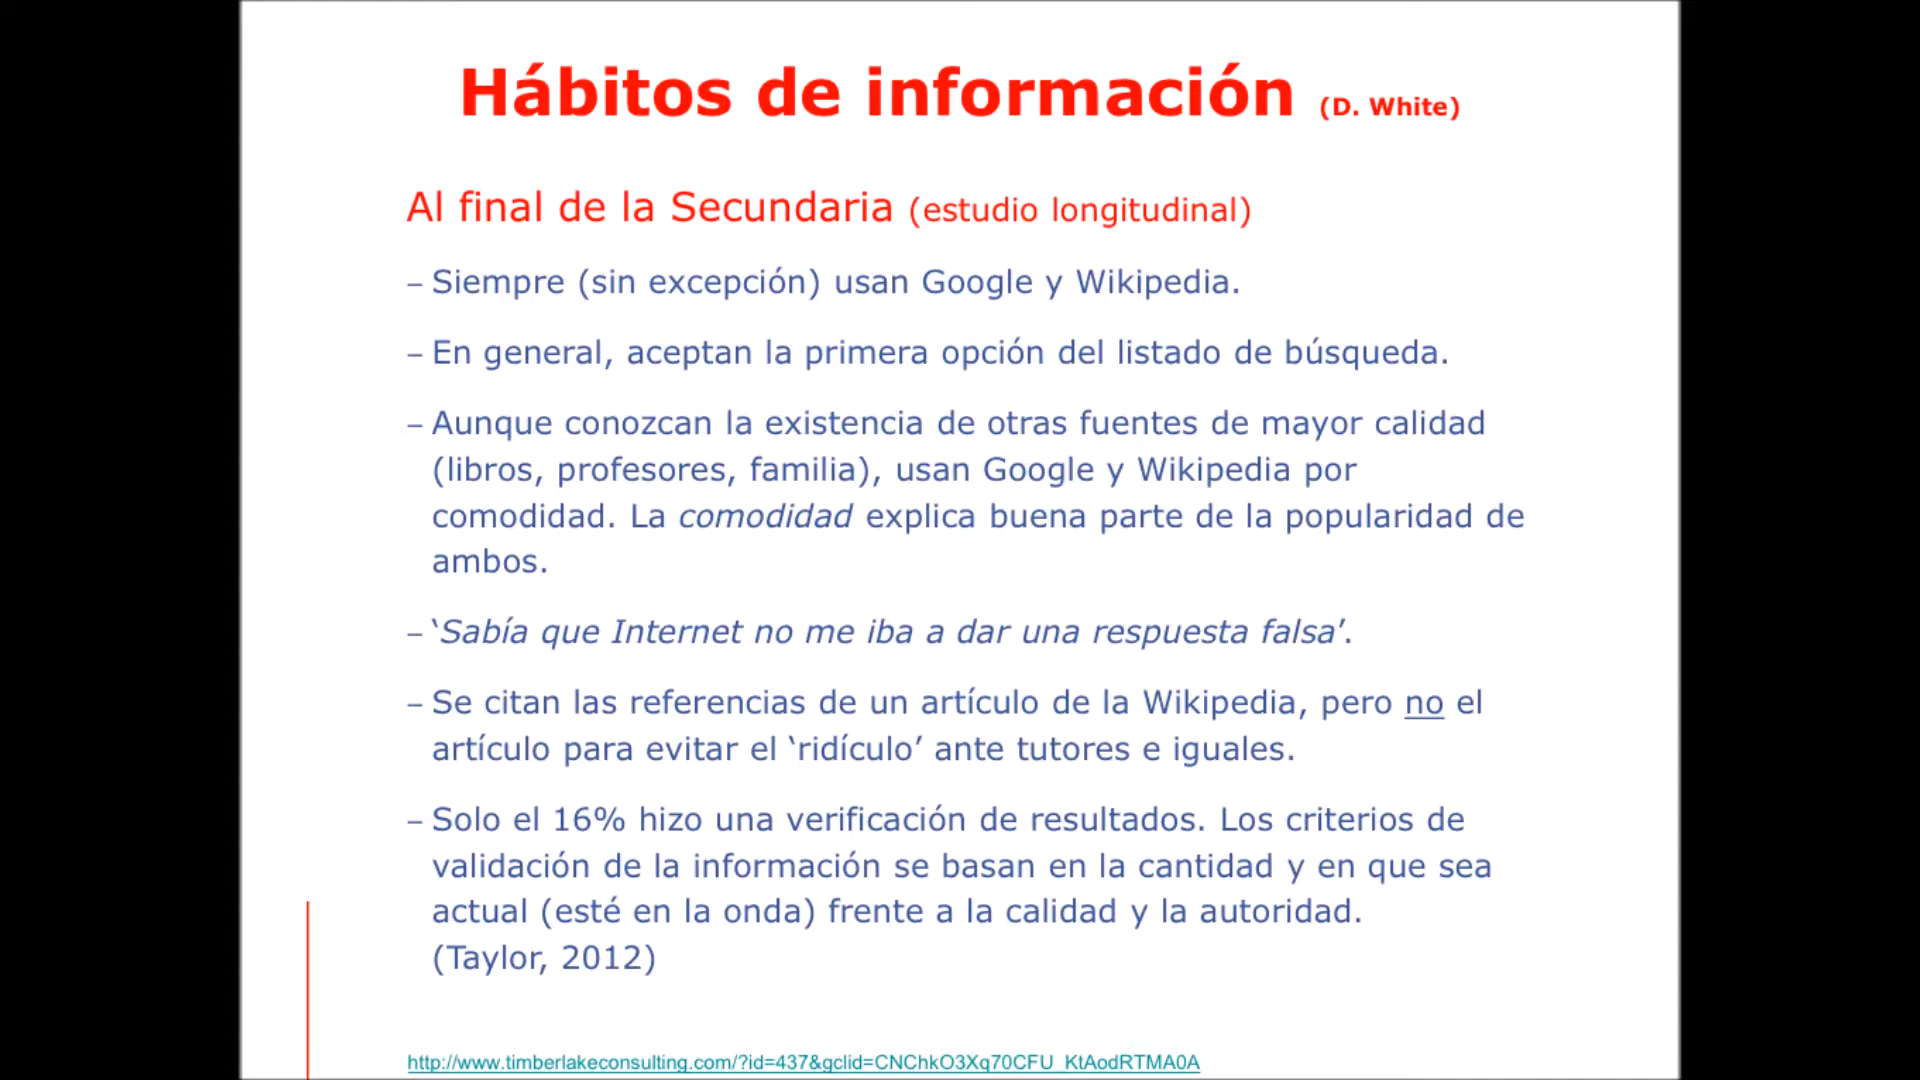 Hábitos de información (D. White)
Al final de la Secundaria (estudio longitudinal)
– Siempre (sin excepción) usan Google y Wikipedia.
– En general, aceptan la primera opción del listado de búsqueda.
– Aunque conozcan la existencia de otras fuentes de mayor calidad
(libros, profesores, familia), usan Google y Wikipedia por
comodidad. La comodidad explica buena parte de la popularidad de
ambos.
– ‘Sabía que Internet no me iba a dar una respuesta falsa’.
– Se citan las referencias de un artículo de la Wikipedia, pero no el
artículo para evitar el ‘ridículo’ ante tutores e iguales.
– Solo el 16% hizo una verificación de resultados. Los criterios de
validación de la información se basan en la cantidad y en que sea
actual (esté en la onda) frente a la calidad y la autoridad.
(Taylor, 2012)
http://www.timberlakeconsulting.com/?id=437&gclid=CNChkO3Xq70CFU_KtAodRTMA0A